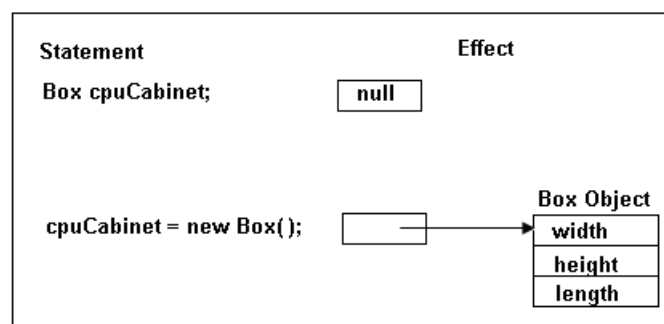 Statement Effect
Box cpuCabinet; null
Box Object
cpuCabinet = new Box( ); width
height
length